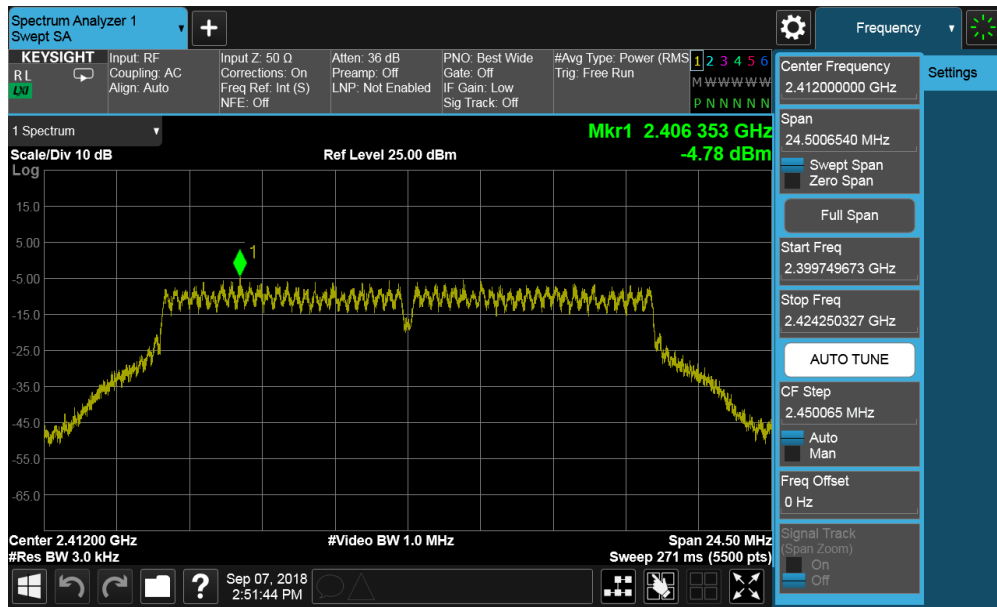 Spectrum Analyzer 1
Swept SA
+
Frequency
KEYSIGHT
R L
LXI
Input: RF
Coupling: AC
Align: Auto
Input Z: 50 Ω
Corrections: On
Freq Ref: Int (S)
NFE: Off
Atten: 36 dB
Preamp: Off
LNP: Not Enabled
PNO: Best Wide
Gate: Off
IF Gain: Low
Sig Track: Off
#Avg Type: Power (RMS
Trig: Free Run
1 2 3 4 5 6
M W W W W W
P N N N N N
1 Spectrum
Scale/Div 10 dB
Ref Level 25.00 dBm
Mkr1 2.406 353 GHz
-4.78 dBm
Log
15.0
5.00
-5.00
-15.0
-25.0
-35.0
-45.0
-55.0
-65.0
1
Center 2.41200 GHz
#Res BW 3.0 kHz
#Video BW 1.0 MHz
Span 24.50 MHz
Sweep 271 ms (5500 pts)
?
Sep 07, 2018
2:51:44 PM
Center Frequency
2.412000000 GHz
Settings
Span
24.5006540 MHz
Swept Span
Zero Span
Full Span
Start Freq
2.399749673 GHz
Stop Freq
2.424250327 GHz
AUTO TUNE
CF Step
2.450065 MHz
Auto
Man
Freq Offset
0 Hz
Signal Track
(Span Zoom)
On
Off